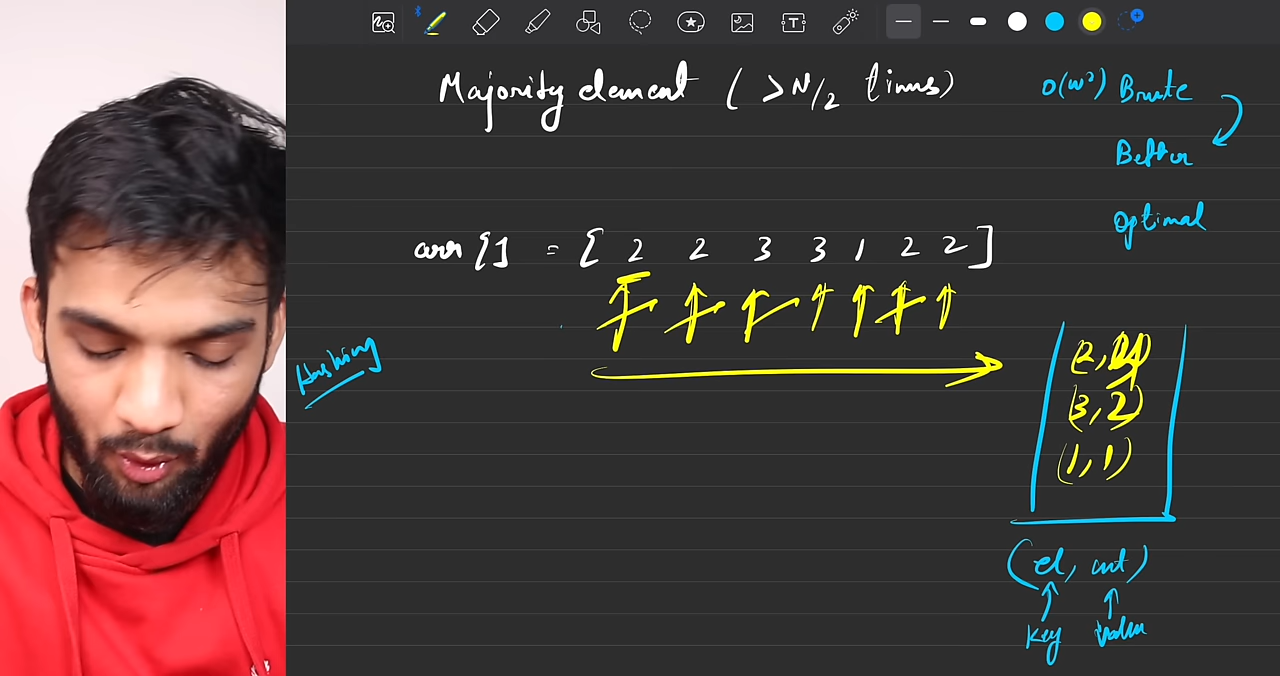 Majority element ( > N/2 times)
O(N²) Brute
Better
Optimal
arr [] = [ 2 2 3 3 1 2 2 ]
Hashing
(3, 2)
(1, 1)
(el, cnt)
Key value